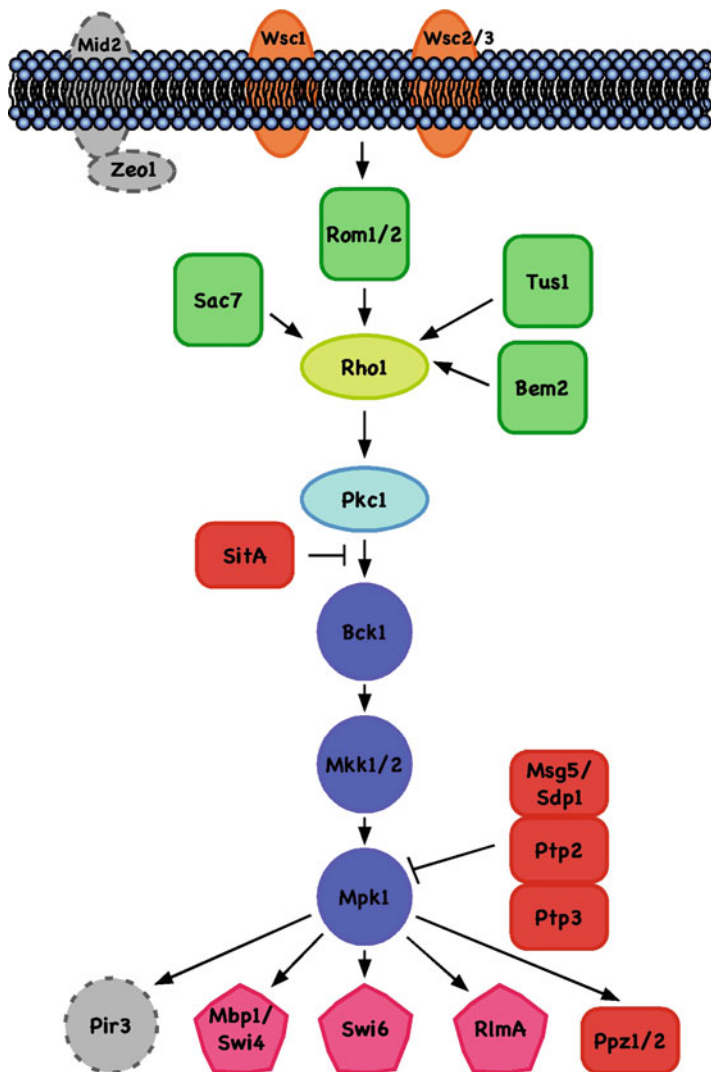 Mid2
Wsc1
Wsc2/3
Zeo1
Rom1/2
Sac7
Tus1
Rho1
Bem2
Pkc1
SitA
Bck1
Mkk1/2
Msg5/
Sdp1
Ptp2
Mpk1
Ptp3
Pir3
Mbp1/
Swi4
Swi6
RlmA
Ppz1/2